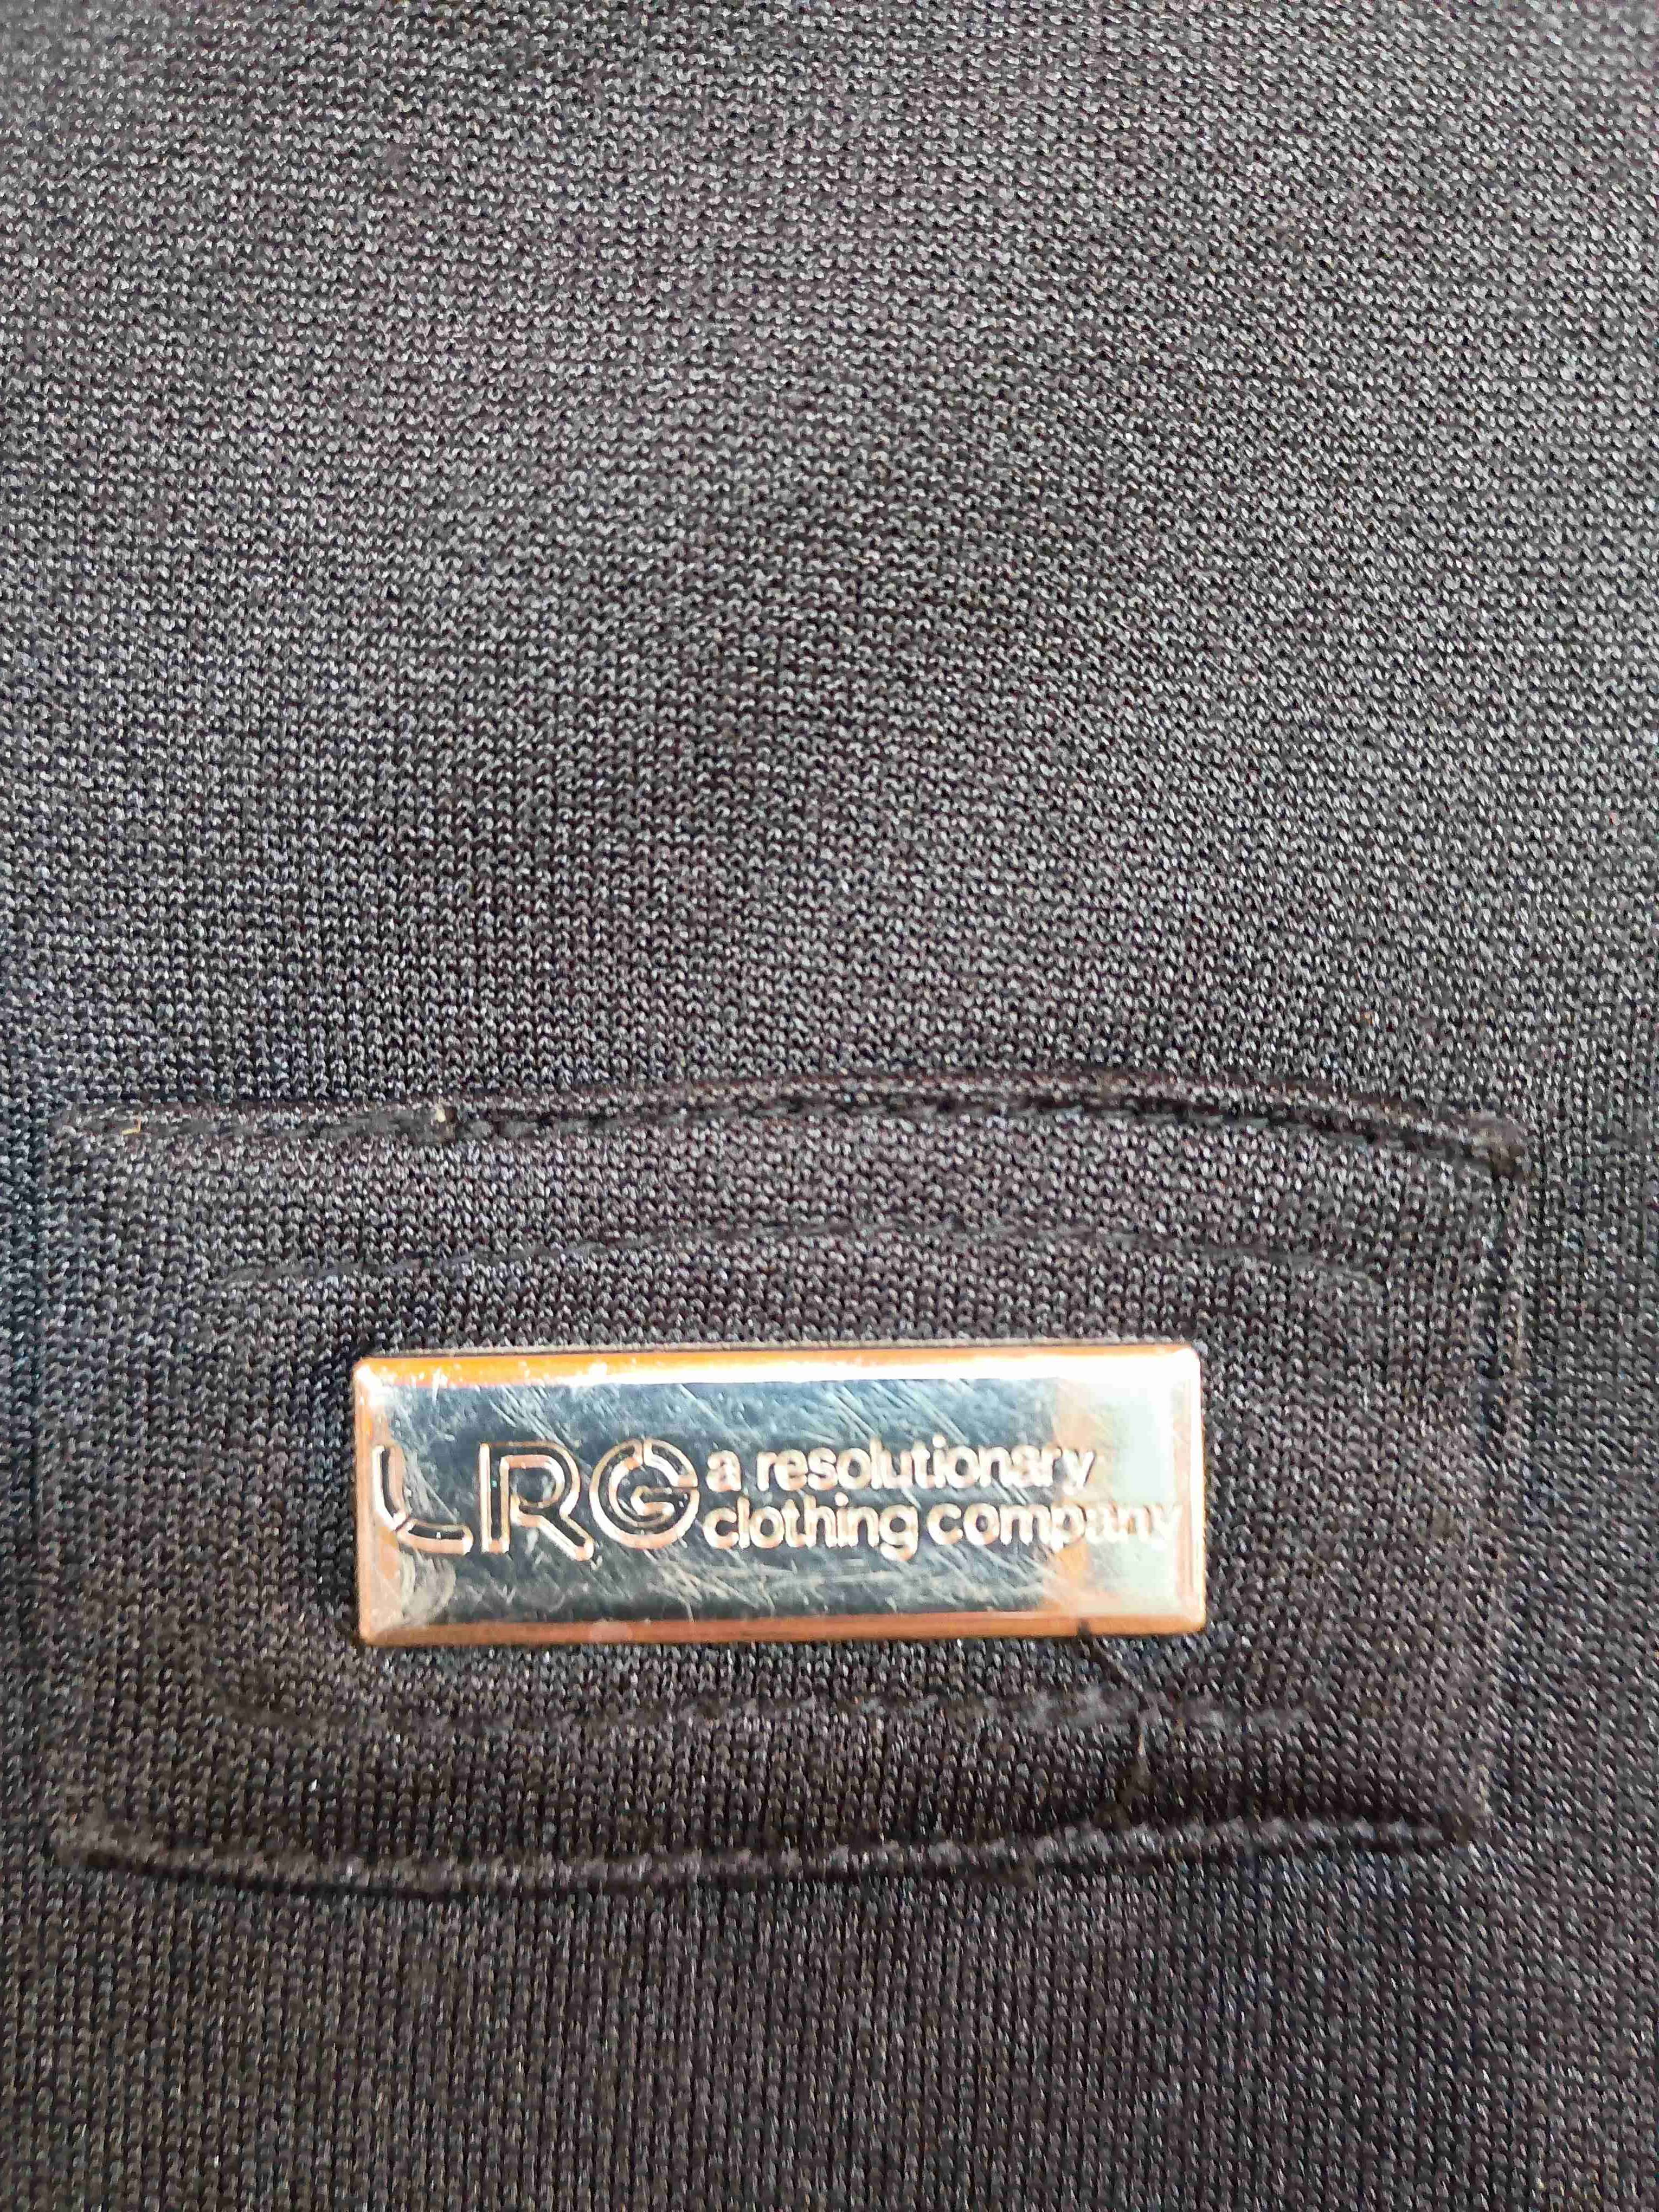 LRG a resolutionary
clothing company